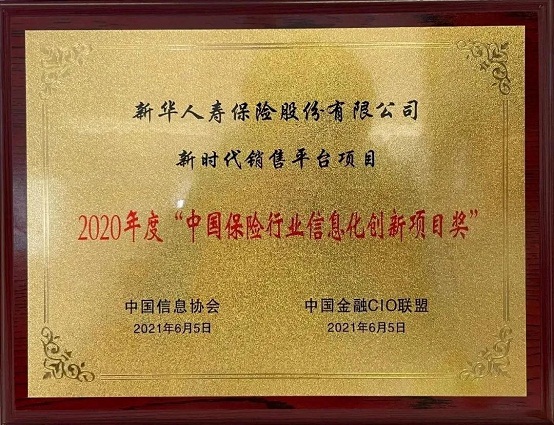 新华人寿保险股份有限公司
新时代销售平台项目
2020年度“中国保险行业信息化创新项目奖”
中国信息协会 中国金融CIO联盟
2021年6月5日 2021年6月5日